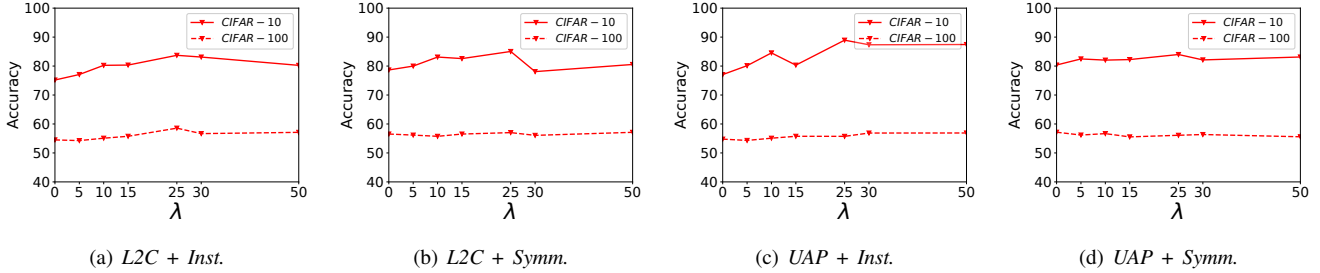 100
90
80
70
60
50
40
Accuracy
0 5 10 15 25 30 50
λ
CIFAR – 10
CIFAR – 100
(a) L2C + Inst.
100
90
80
70
60
50
40
Accuracy
0 5 10 15 25 30 50
λ
CIFAR – 10
CIFAR – 100
(b) L2C + Symm.
100
90
80
70
60
50
40
Accuracy
0 5 10 15 25 30 50
λ
CIFAR – 10
CIFAR – 100
(c) UAP + Inst.
100
90
80
70
60
50
40
Accuracy
0 5 10 15 25 30 50
λ
CIFAR – 10
CIFAR – 100
(d) UAP + Symm.